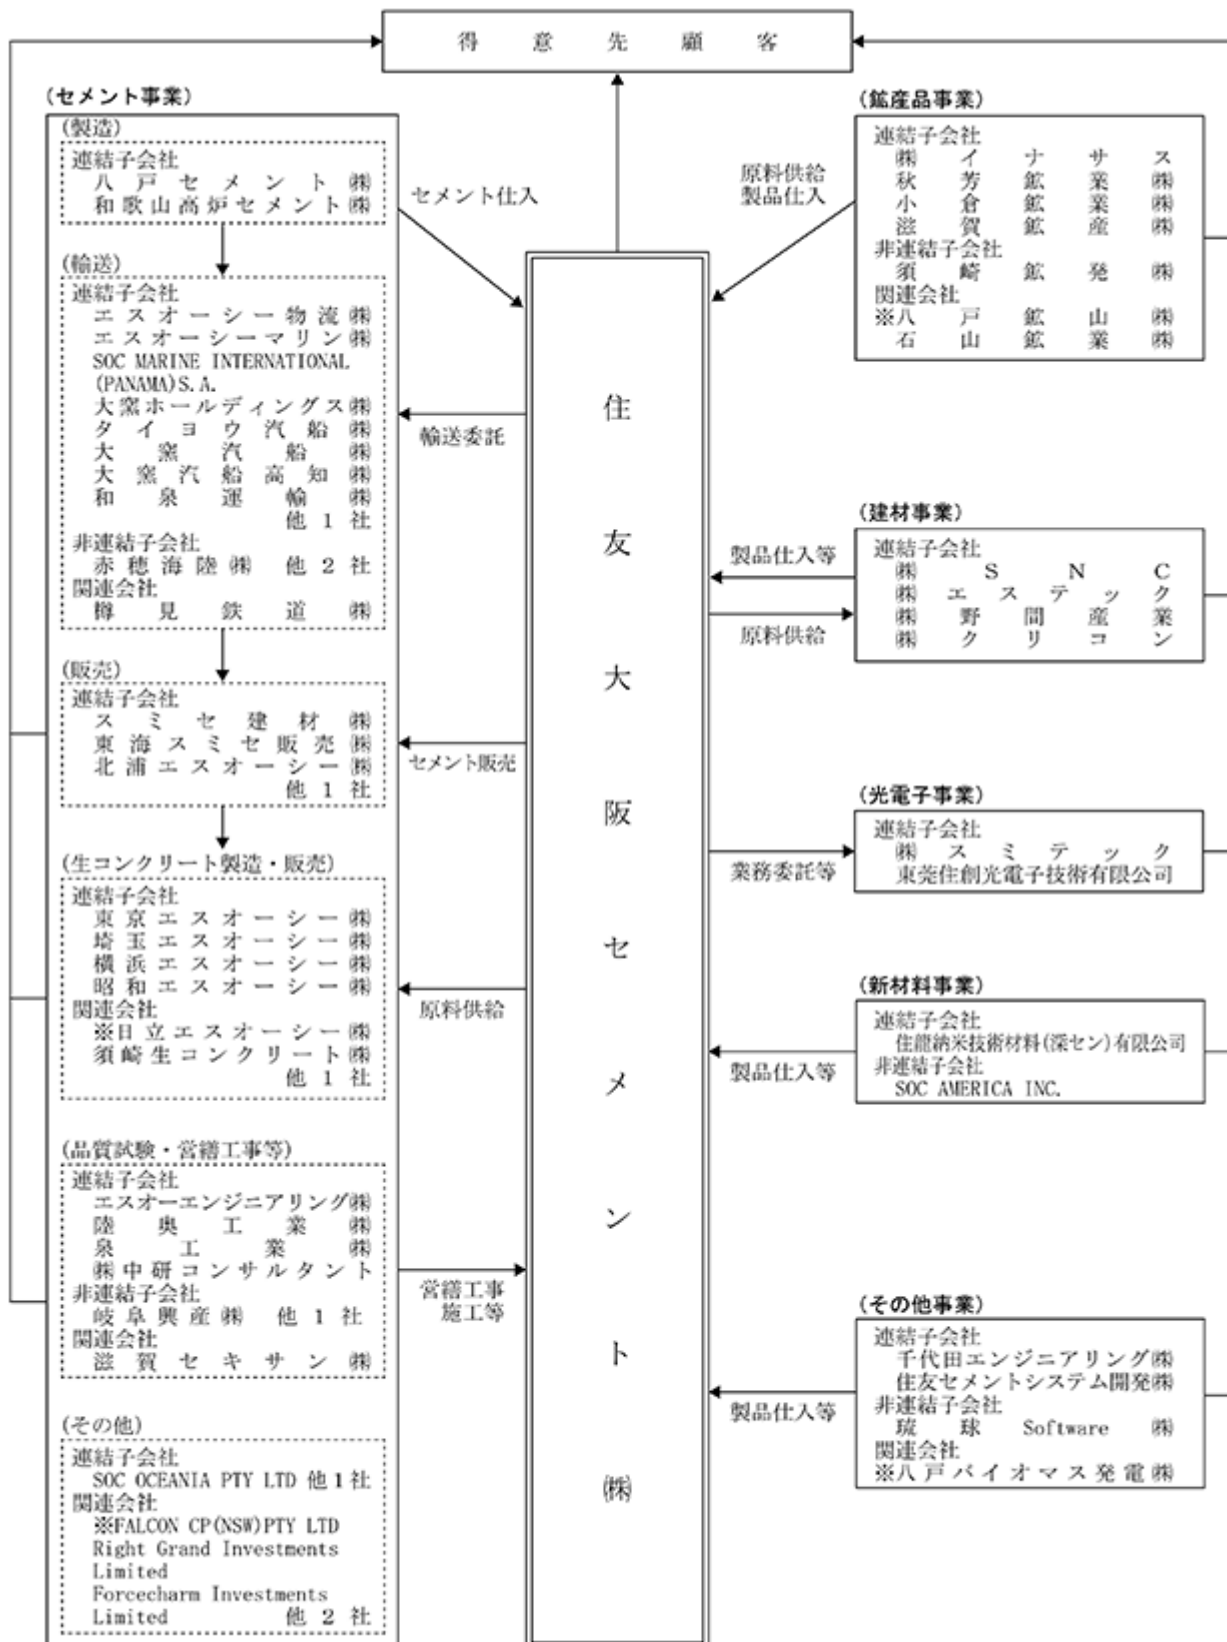 得意先顧客
(セメント事業)
(製造)
連結子会社
八戸セメント㈱
和歌山高炉セメント㈱
(輸送)
連結子会社
エスオーシー物流㈱
エスオーシーマリン㈱
SOC MARINE INTERNATIONAL
(PANAMA)S.A.
大窯ホールディングス㈱
タイヨウ汽船㈱
大窯汽船㈱
大窯汽船高知㈱
和泉運輸㈱
他1社
非連結子会社
赤穂海陸㈱ 他2社
関連会社
樽見鉄道㈱
(販売)
連結子会社
スミセ建材㈱
東海スミセ販売㈱
北浦エスオーシー㈱
他1社
(生コンクリート製造・販売)
連結子会社
東京エスオーシー㈱
埼玉エスオーシー㈱
横浜エスオーシー㈱
昭和エスオーシー㈱
関連会社
※日立エスオーシー㈱
須崎生コンクリート㈱
他1社
(品質試験・営繕工事等)
連結子会社
エスオーエンジニアリング㈱
陸奥工業㈱
泉工業㈱
㈱中研コンサルタント
非連結子会社
岐阜興産㈱ 他1社
関連会社
滋賀セキサン㈱
(その他)
連結子会社
SOC OCEANIA PTY LTD 他1社
関連会社
※FALCON CP(NSW)PTY LTD
Right Grand Investments
Limited
Forcecharm Investments
Limited 他2社
セメント仕入
輸送委託
セメント販売
原料供給
営繕工事
施工等
住友大阪セメント㈱
原料供給
製品仕入
製品仕入等
原料供給
業務委託等
製品仕入等
製品仕入等
(鉱産品事業)
連結子会社
㈱イナサス
秋芳鉱業㈱
小倉鉱業㈱
滋賀鉱産㈱
非連結子会社
須崎鉱発㈱
関連会社
※八戸鉱山㈱
石山鉱業㈱
(建材事業)
連結子会社
㈱SNC
㈱エステック
㈱野間産業
㈱クリコン
(光電子事業)
連結子会社
㈱スミテック
東莞住創光電子技術有限公司
(新材料事業)
連結子会社
住龍納米技術材料(深セン)有限公司
非連結子会社
SOC AMERICA INC.
(その他事業)
連結子会社
千代田エンジニアリング㈱
住友セメントシステム開発㈱
非連結子会社
琉球 Software ㈱
関連会社
※八戸バイオマス発電㈱